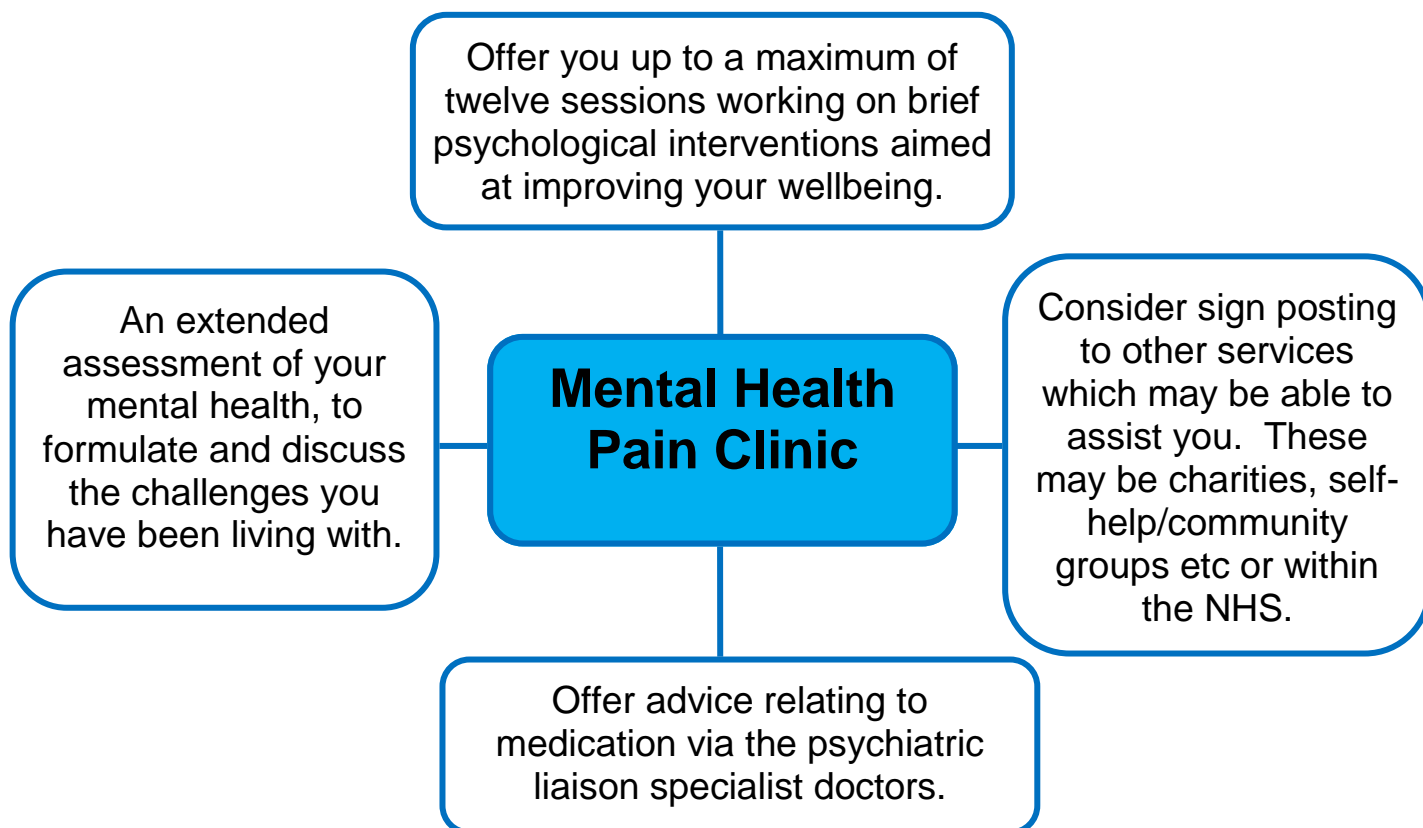 Offer you up to a maximum of
twelve sessions working on brief
psychological interventions aimed
at improving your wellbeing.
An extended
assessment of your
mental health, to
formulate and discuss
the challenges you
have been living with.
Mental Health
Pain Clinic
Consider sign posting
to other services
which may be able to
assist you.  These
may be charities, self-
help/community
groups etc or within
the NHS.
Offer advice relating to
medication via the psychiatric
liaison specialist doctors.